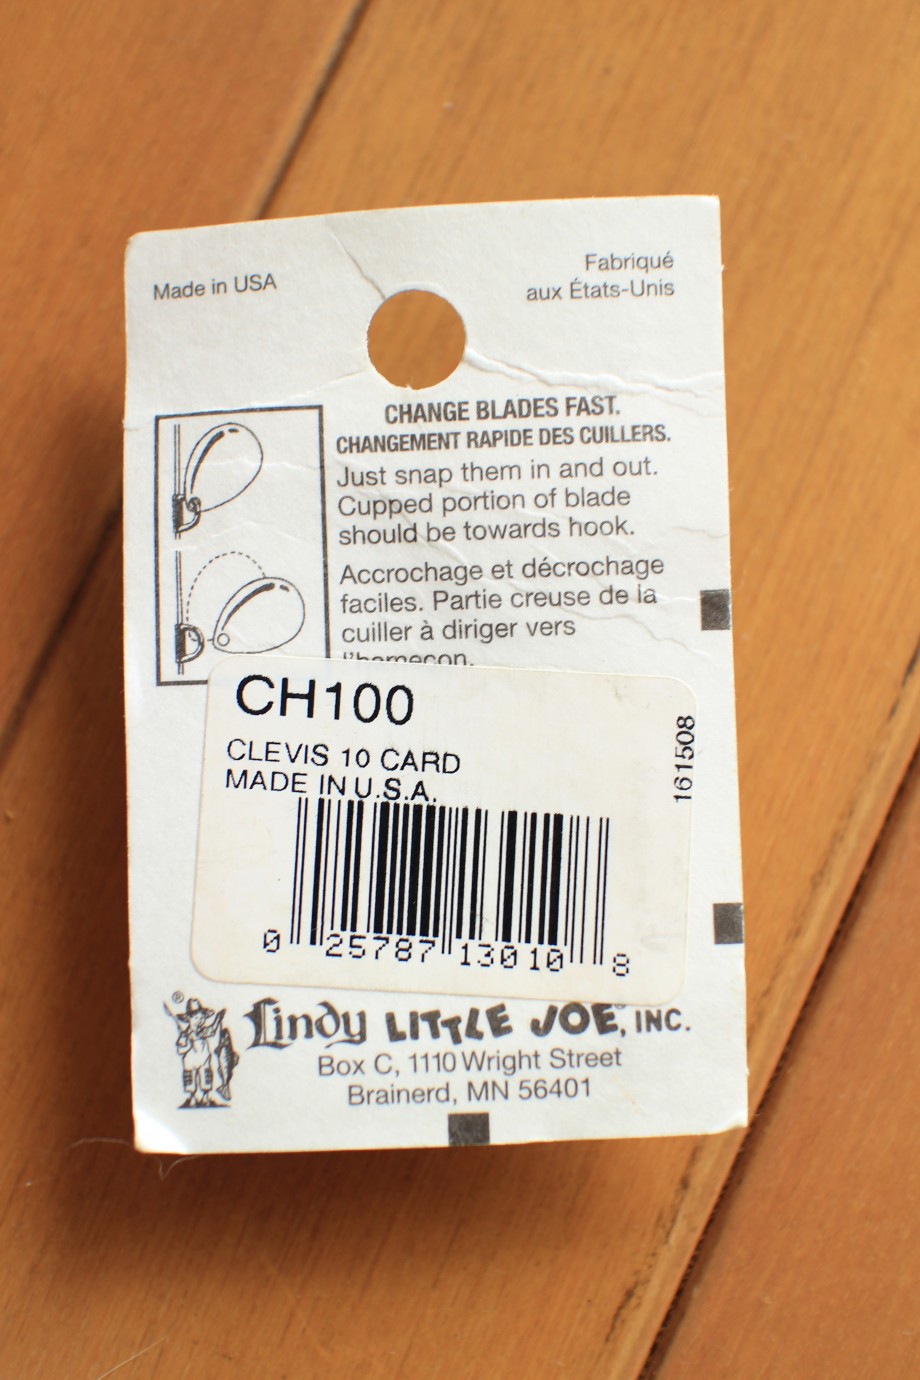 Made in USA
Fabriqué
aux États-Unis
CHANGE BLADES FAST.
CHANGEMENT RAPIDE DES CUILLERS.
Just snap them in and out.
Cupped portion of blade
should be towards hook.
Accrochage et décrochage
faciles. Partie creuse de la
cuiller à diriger vers
l'hameçon.
CH100
CLEVIS 10 CARD
MADE IN U.S.A.
161508
0 25787 13010 8
® Lindy LITTLE JOE®, INC.
Box C, 1110 Wright Street
Brainerd, MN 56401